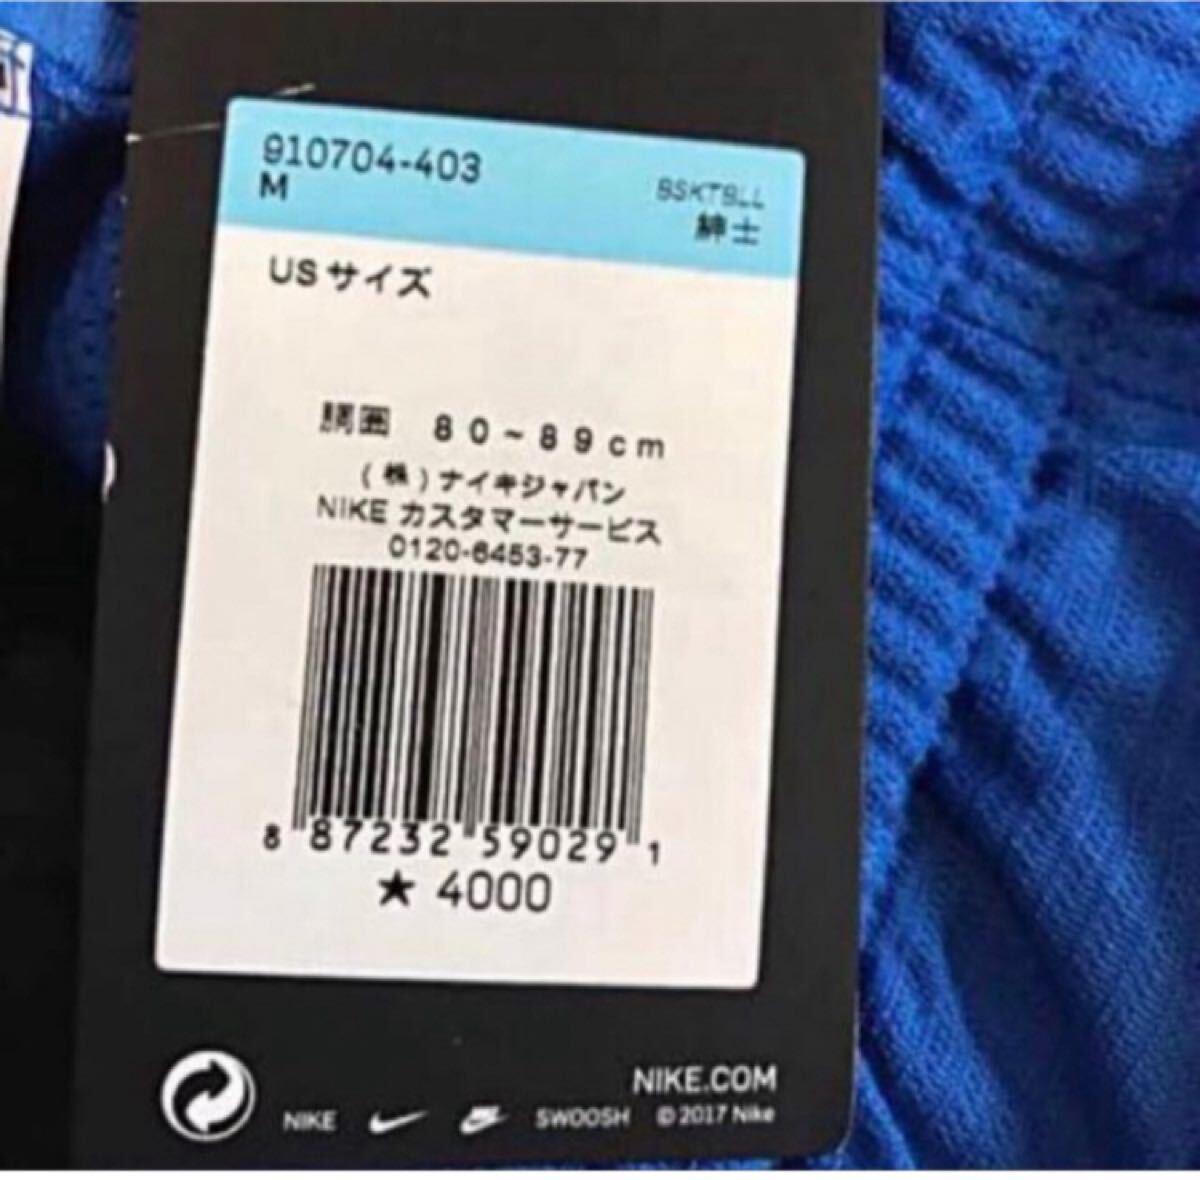 910704-403
M
BSKTBLL
紳士
USサイズ
胴囲 80~89cm
(株)ナイキジャパン
NIKE カスタマーサービス
0120-6453-77
8 87232 59029 1
★ 4000
NIKE.COM
NIKE SWOOSH © 2017 Nike